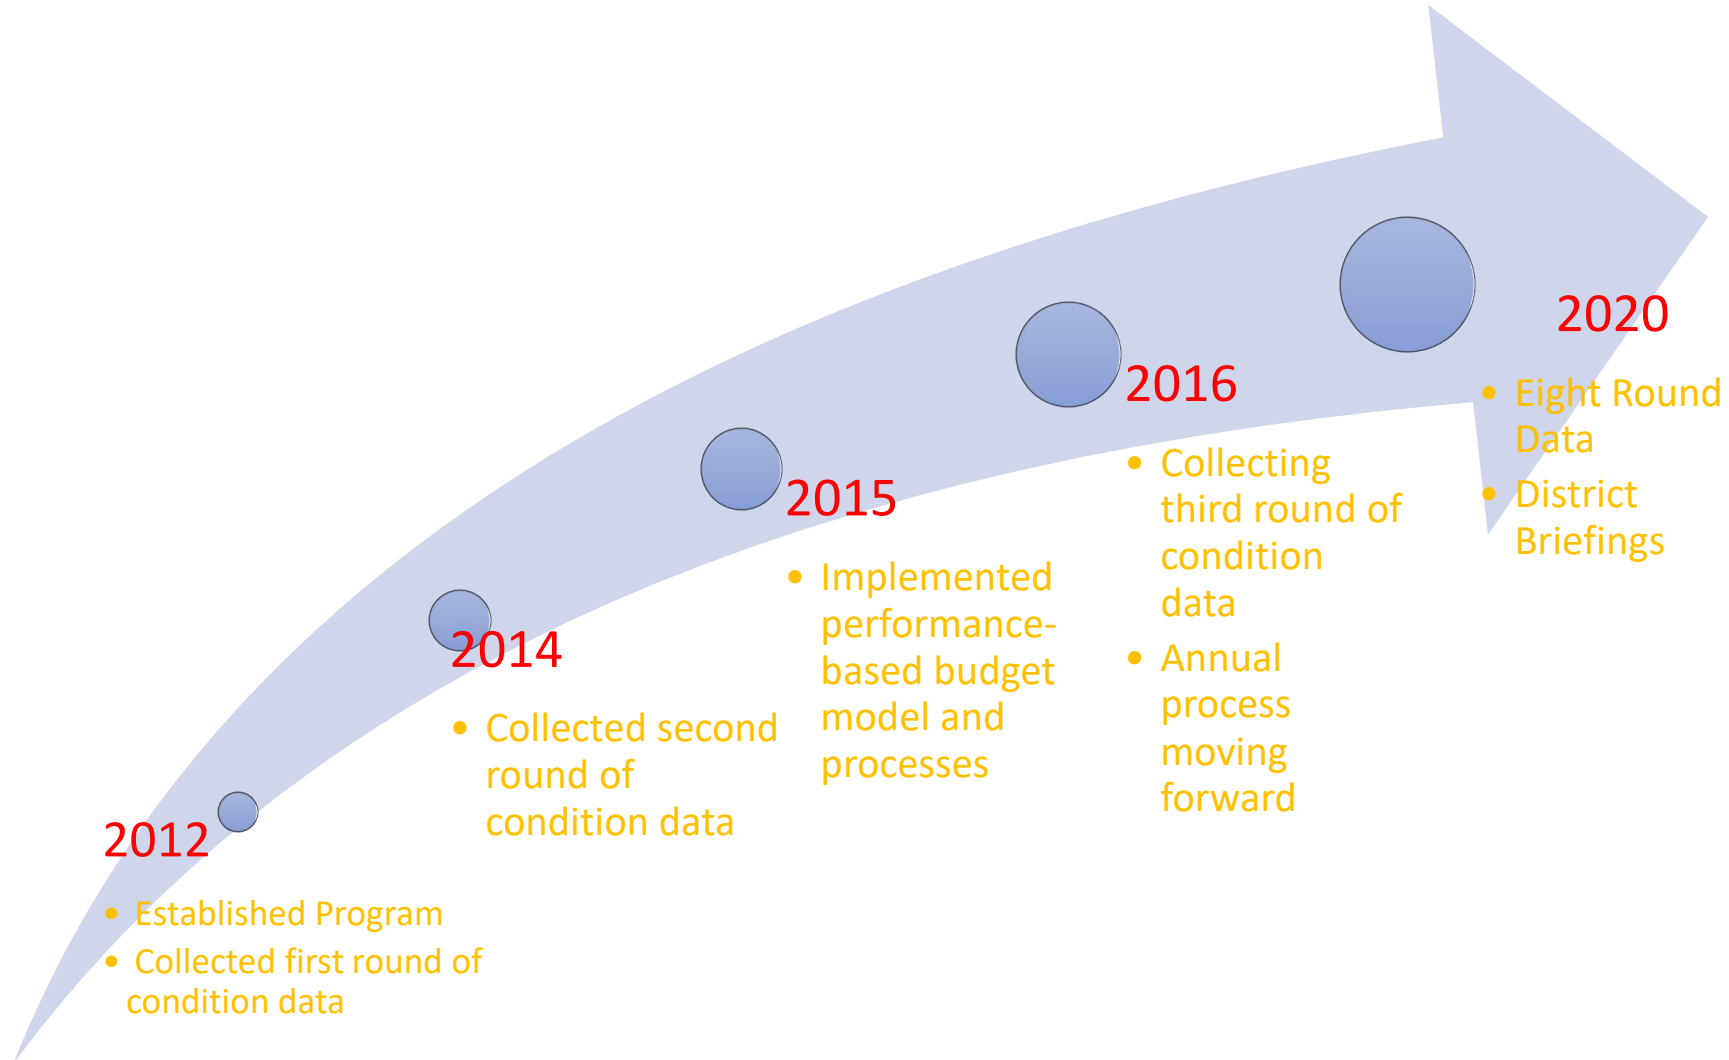 2012
• Established Program
• Collected first round of
condition data
2014
• Collected second
round of
condition data
2015
• Implemented
performance-
based budget
model and
processes
2016
• Collecting
third round of
condition
data
• Annual
process
moving
forward
2020
• Eight Round
Data
• District
Briefings